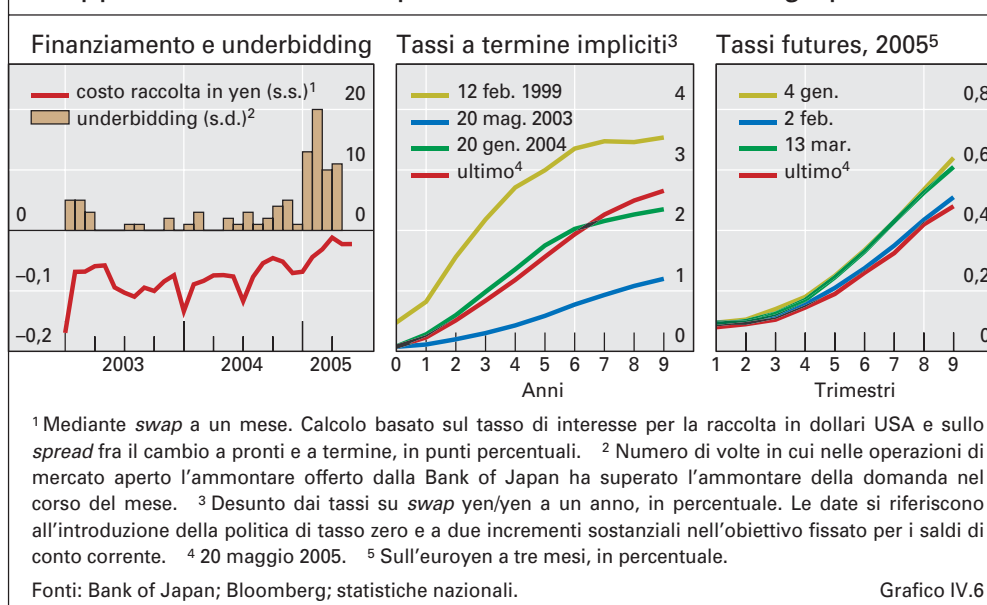 Finanziamento e underbidding
costo raccolta in yen (s.s.)¹
underbidding (s.d.)²
20
10
0
0
–0,1
–0,2
2003
2004
2005
Tassi a termine impliciti³
12 feb. 1999
20 mag. 2003
20 gen. 2004
ultimo⁴
4
3
2
1
0
0 1 2 3 4 5 6 7 8 9
Anni
Tassi futures, 2005⁵
4 gen.
2 feb.
13 mar.
ultimo⁴
0,8
0,6
0,4
0,2
0
1 2 3 4 5 6 7 8 9
Trimestri
¹ Mediante swap a un mese. Calcolo basato sul tasso di interesse per la raccolta in dollari USA e sullo
spread fra il cambio a pronti e a termine, in punti percentuali. ² Numero di volte in cui nelle operazioni di
mercato aperto l’ammontare offerto dalla Bank of Japan ha superato l’ammontare della domanda nel
corso del mese. ³ Desunto dai tassi su swap yen/yen a un anno, in percentuale. Le date si riferiscono
all’introduzione della politica di tasso zero e a due incrementi sostanziali nell’obiettivo fissato per i saldi di
conto corrente. ⁴ 20 maggio 2005. ⁵ Sull’euroyen a tre mesi, in percentuale.
Fonti: Bank of Japan; Bloomberg; statistiche nazionali.
Grafico IV.6